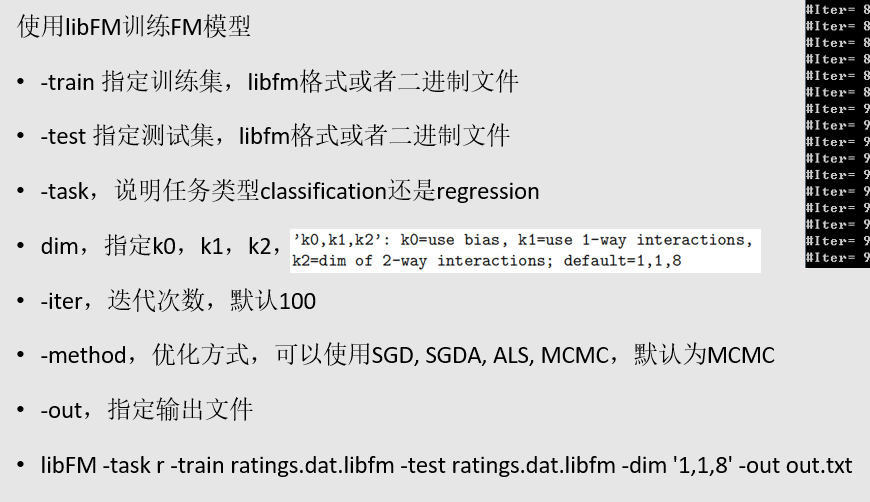 使用libFM训练FM模型
• -train 指定训练集，libfm格式或者二进制文件
• -test 指定测试集，libfm格式或者二进制文件
• -task，说明任务类型classification还是regression
• dim，指定k0，k1，k2，
’k0,k1,k2’: k0=use bias, k1=use 1-way interactions,
k2=dim of 2-way interactions; default=1,1,8
• -iter，迭代次数，默认100
• -method，优化方式，可以使用SGD, SGDA, ALS, MCMC，默认为MCMC
• -out，指定输出文件
• libFM -task r -train ratings.dat.libfm -test ratings.dat.libfm -dim '1,1,8' -out out.txt
#Iter= 8
#Iter= 8
#Iter= 8
#Iter= 8
#Iter= 8
#Iter= 8
#Iter= 9
#Iter= 9
#Iter= 9
#Iter= 9
#Iter= 9
#Iter= 9
#Iter= 9
#Iter= 9
#Iter= 9
#Iter= 9